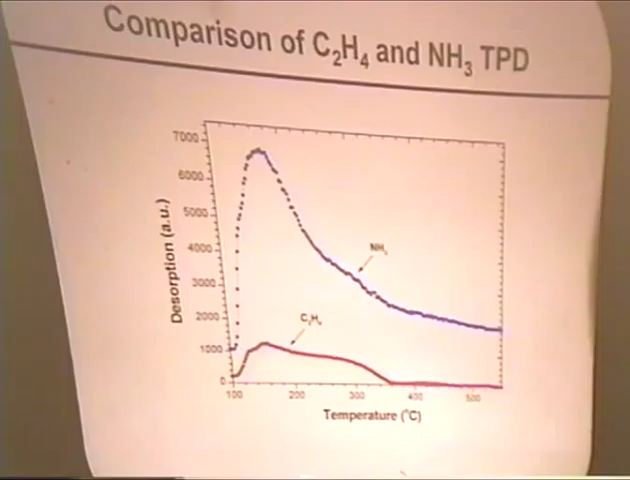 Comparison of C₂H₄ and NH₃ TPD
7000
6000
5000
4000
3000
2000
1000
0
Desorption (a.u.)
NH₃
C₂H₄
100 200 300 400 500
Temperature (°C)